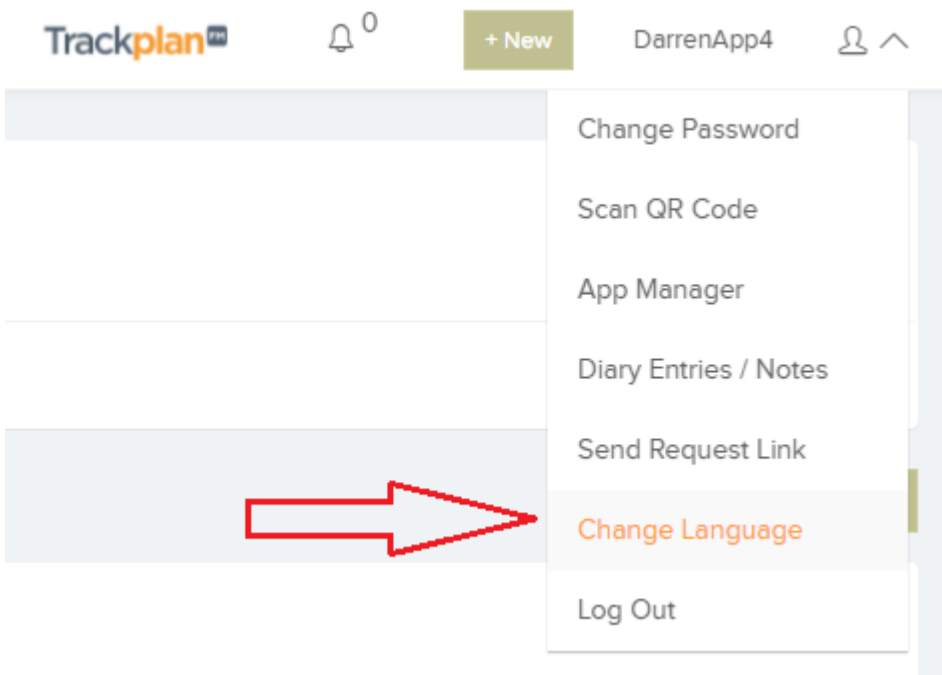 Trackplan FM
0
+ New
DarrenApp4
Change Password
Scan QR Code
App Manager
Diary Entries / Notes
Send Request Link
Change Language
Log Out